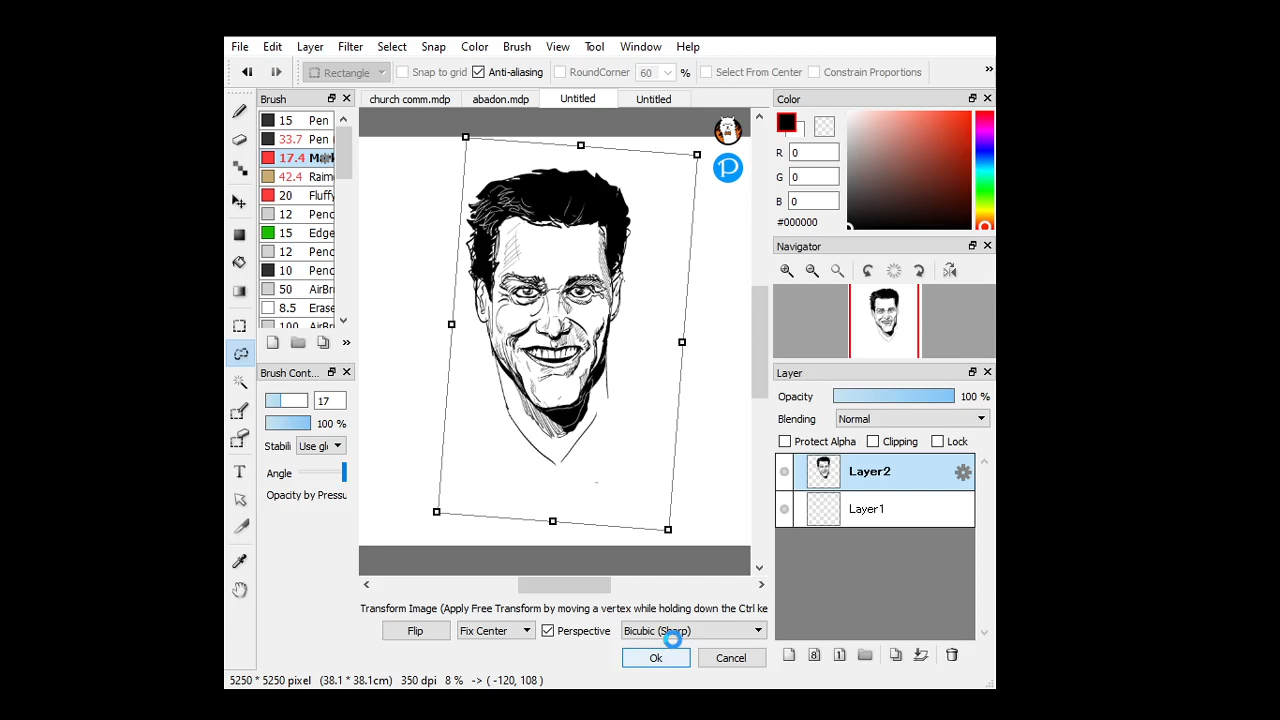 File Edit Layer Filter Select Snap Color Brush View Tool Window Help
Rectangle Snap to grid Anti-aliasing RoundCorner 60 % Select From Center Constrain Proportions
Brush
15 Pen
33.7 Pen
17.4 Mark
42.4 Raim
20 Fluffy
12 Penc
15 Edge
12 Penc
10 Penc
50 AirBr
8.5 Erase
100 AirBr
Brush Cont...
17
100 %
Stabili Use gl
Angle
Opacity by Pressu
church comm.mdp abadon.mdp Untitled Untitled
P
Transform Image (Apply Free Transform by moving a vertex while holding down the Ctrl ke
Flip Fix Center Perspective Bicubic (Sharp)
Ok Cancel
Color
R 0
G 0
B 0
#000000
Navigator
Layer
Opacity 100 %
Blending Normal
Protect Alpha Clipping Lock
Layer2
Layer1
8 1
5250 * 5250 pixel (38.1 * 38.1cm) 350 dpi 8 % -> ( -120, 108 )